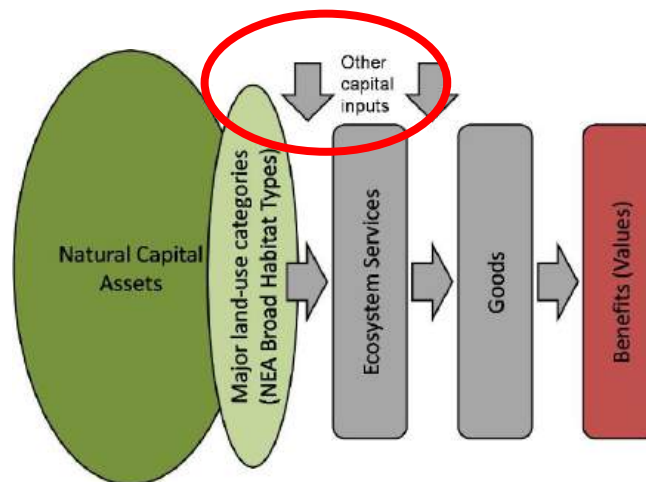 Other
capital
inputs
Natural Capital
Assets
Major land-use categories
(NEA Broad Habitat Types)
Ecosystem Services
Goods
Benefits (Values)